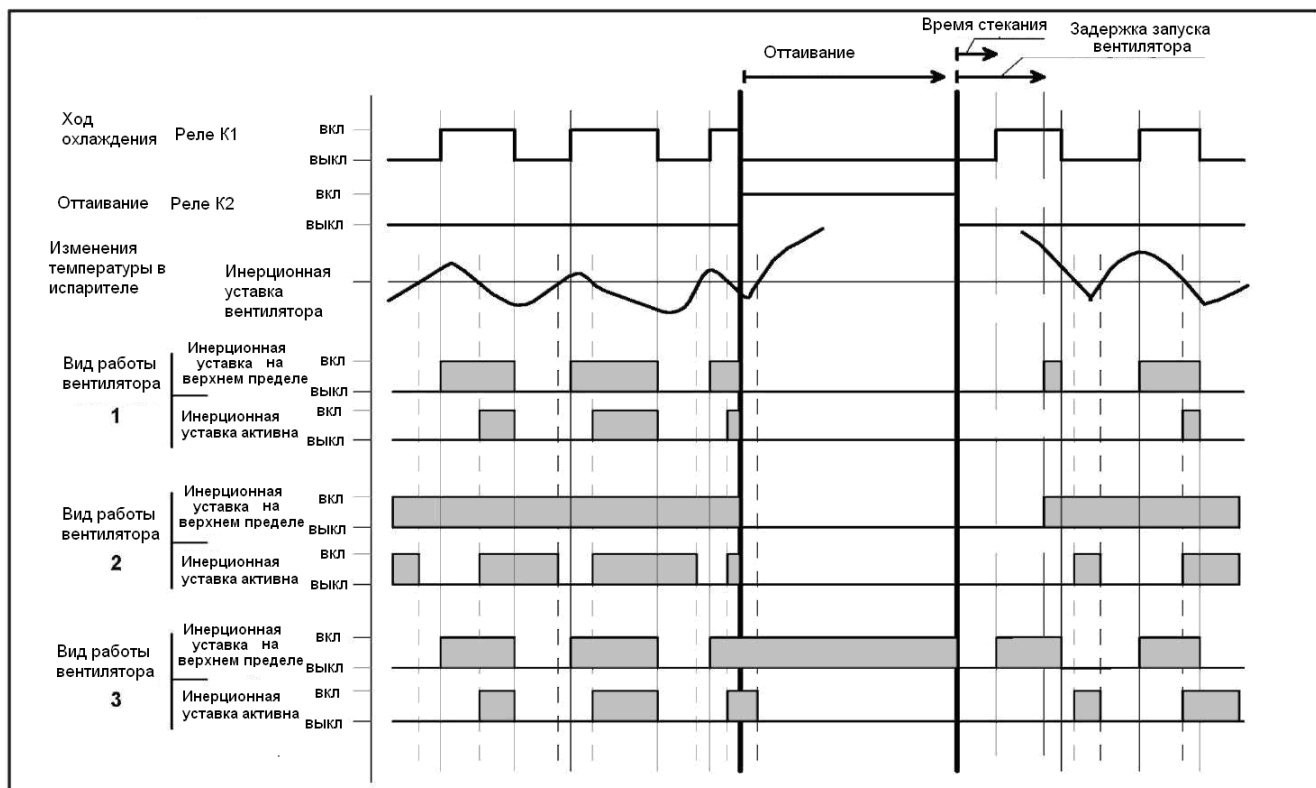 Время стекания
Задержка запуска
вентилятора
Оттаивание
Ход
охлаждения
Реле К1
ВКЛ
ВЫКЛ
Оттаивание
Реле К2
ВКЛ
ВЫКЛ
Изменения
температуры в
испарителе
Инерционная
уставка
вентилятора
Вид работы
вентилятора
1
Инерционная
уставка на
верхнем пределе
ВКЛ
ВЫКЛ
Инерционная
уставка активна
ВКЛ
ВЫКЛ
Вид работы
вентилятора
2
Инерционная
уставка на
верхнем пределе
ВКЛ
ВЫКЛ
Инерционная
уставка активна
ВКЛ
ВЫКЛ
Вид работы
вентилятора
3
Инерционная
уставка на
верхнем пределе
ВКЛ
ВЫКЛ
Инерционная
уставка активна
ВКЛ
ВЫКЛ